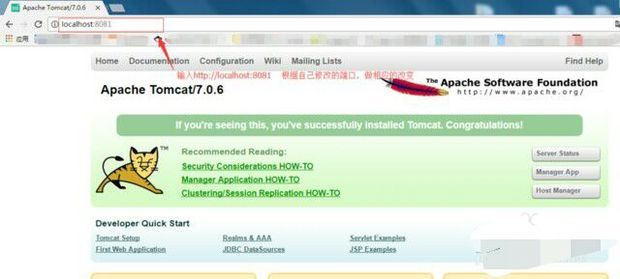 Apache Tomcat/7.0.6
localhost:8081
应用
Home Documentation Configuration Wiki Mailing Lists Find Help
输入http://localhost:8081 根据自己修改的端口,做相应的改变
Apache Tomcat/7.0.6
The Apache Software Foundation
http://www.apache.org/
If you're seeing this, you've successfully installed Tomcat. Congratulations!
TM
Recommended Reading:
Security Considerations HOW-TO
Manager Application HOW-TO
Clustering/Session Replication HOW-TO
Server Status
Manager App
Host Manager
Developer Quick Start
Tomcat Setup Realms & AAA Servlet Examples
First Web Application JDBC DataSources JSP Examples